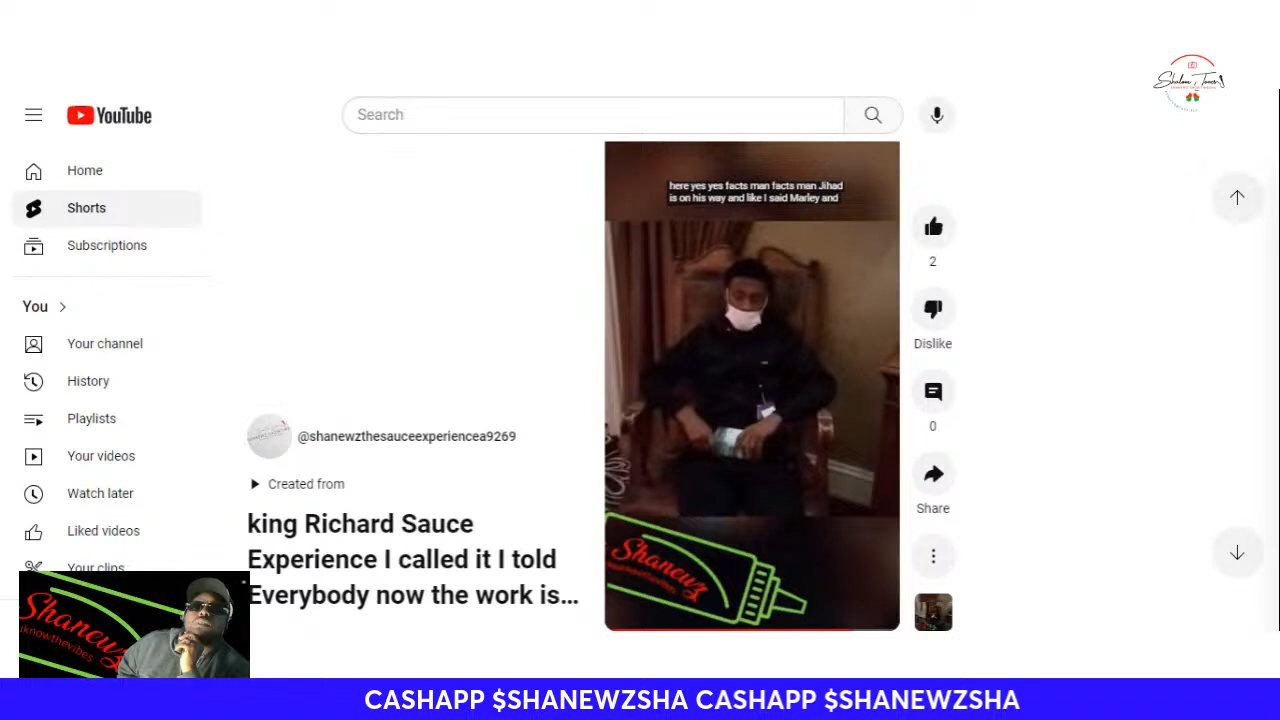 YouTube
Search
Home
Shorts
Subscriptions
You
Your channel
History
Playlists
Your videos
Watch later
Liked videos
Your clips
here yes yes facts man facts man Jihad
is on his way and like I said Marley and
@shanewzthesauceexperiencea9269
Created from
king Richard Sauce
Experience I called it I told
Everybody now the work is...
2
Dislike
0
Share
Shanewz
Shanewz
iknowthevibes
CASHAPP $SHANEWZSHA CASHAPP $SHANEWZSHA